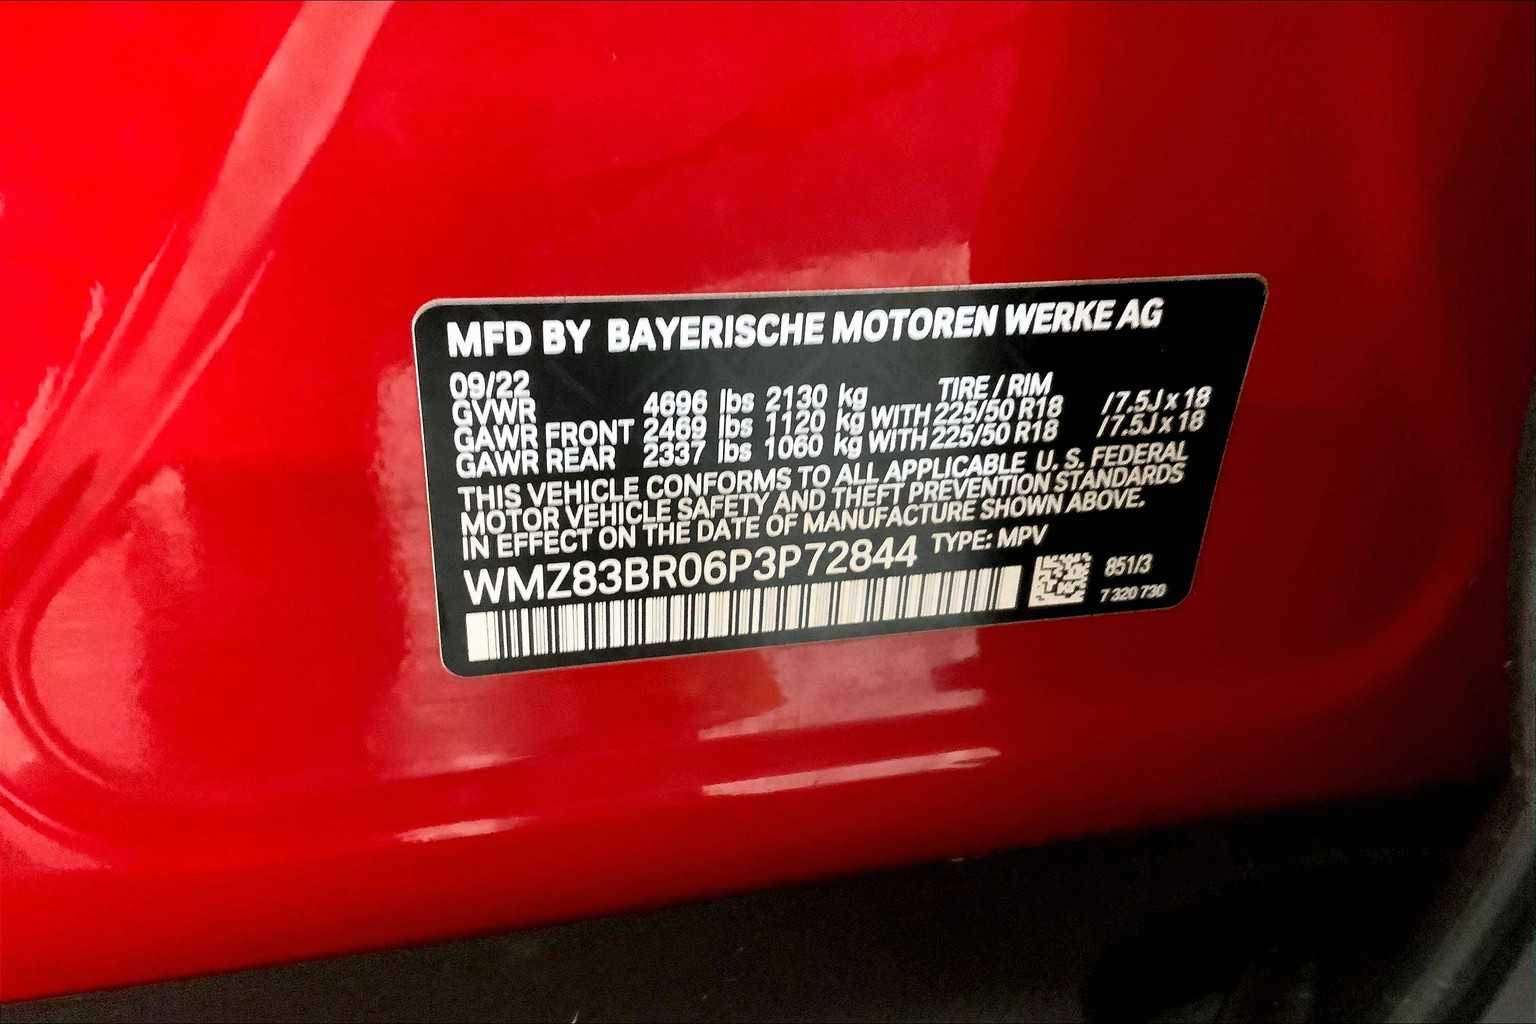 MFD BY BAYERISCHE MOTOREN WERKE AG
09/22 TIRE / RIM
GVWR 4696 lbs 2130 kg
GAWR FRONT 2469 lbs 1120 kg WITH 225/50 R18 /7.5J x 18
GAWR REAR 2337 lbs 1060 kg WITH 225/50 R18 /7.5J x 18
THIS VEHICLE CONFORMS TO ALL APPLICABLE U. S. FEDERAL
MOTOR VEHICLE SAFETY AND THEFT PREVENTION STANDARDS
IN EFFECT ON THE DATE OF MANUFACTURE SHOWN ABOVE.
WMZ83BR06P3P72844 TYPE: MPV
851/3
7 320 730